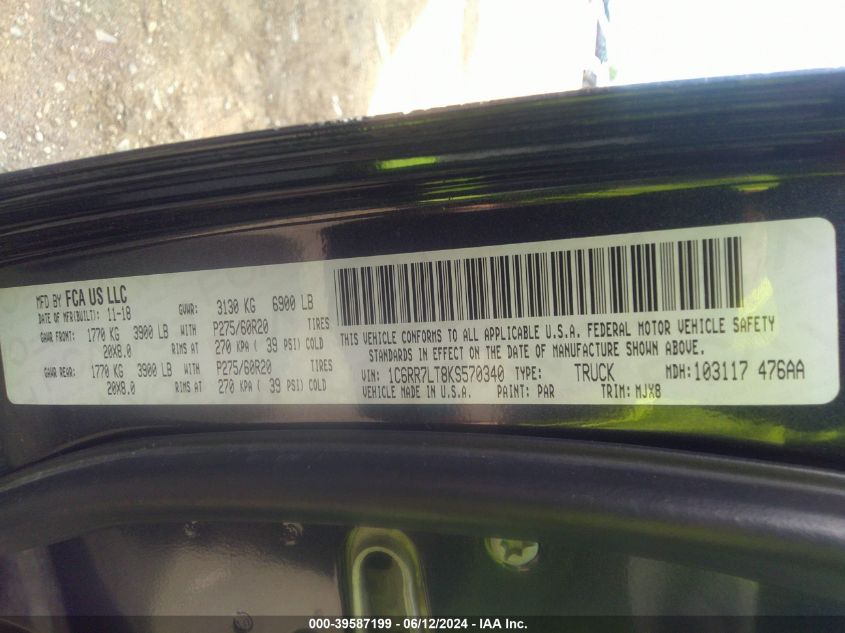 MFD BY FCA US LLC
DATE OF MFR(BUILT): 11-18 GVWR: 3130 KG 6900 LB
GAWR FRONT: 1770 KG 3900 LB WITH P275/60R20 TIRES
20X8.0 RIMS AT 270 KPA ( 39 PSI) COLD
GAWR REAR: 1770 KG 3900 LB WITH P275/60R20 TIRES
20X8.0 RIMS AT 270 KPA ( 39 PSI) COLD
THIS VEHICLE CONFORMS TO ALL APPLICABLE U.S.A. FEDERAL MOTOR VEHICLE SAFETY
STANDARDS IN EFFECT ON THE DATE OF MANUFACTURE SHOWN ABOVE.
VIN: 1C6RR7LT8KS570340 TYPE: TRUCK MDH: 103117 476AA
VEHICLE MADE IN U.S.A. PAINT: PAR TRIM: MJX8
000-39587199 - 06/12/2024 - IAA Inc.